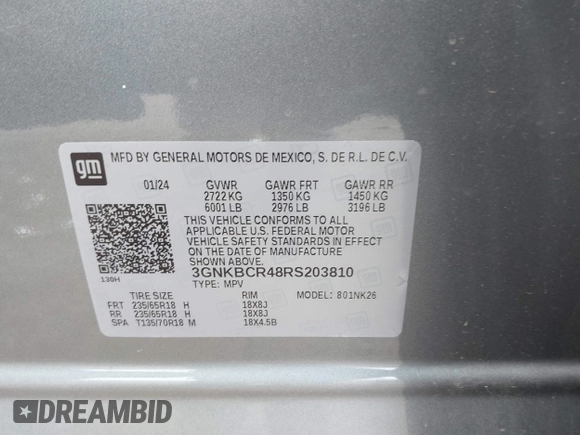 gm
MFD BY GENERAL MOTORS DE MEXICO, S. DE R.L. DE C.V.
01/24 GVWR GAWR FRT GAWR RR
2722 KG 1350 KG 1450 KG
6001 LB 2976 LB 3196 LB
THIS VEHICLE CONFORMS TO ALL
APPLICABLE U.S. FEDERAL MOTOR
VEHICLE SAFETY STANDARDS IN EFFECT
ON THE DATE OF MANUFACTURE
SHOWN ABOVE.
130H 3GNKBCR48RS203810
TYPE: MPV
TIRE SIZE RIM MODEL: 801NK26
FRT 235/65R18 H 18X8J
RR 235/65R18 H 18X8J
SPA T135/70R18 M 18X4.5B
DREAMBID